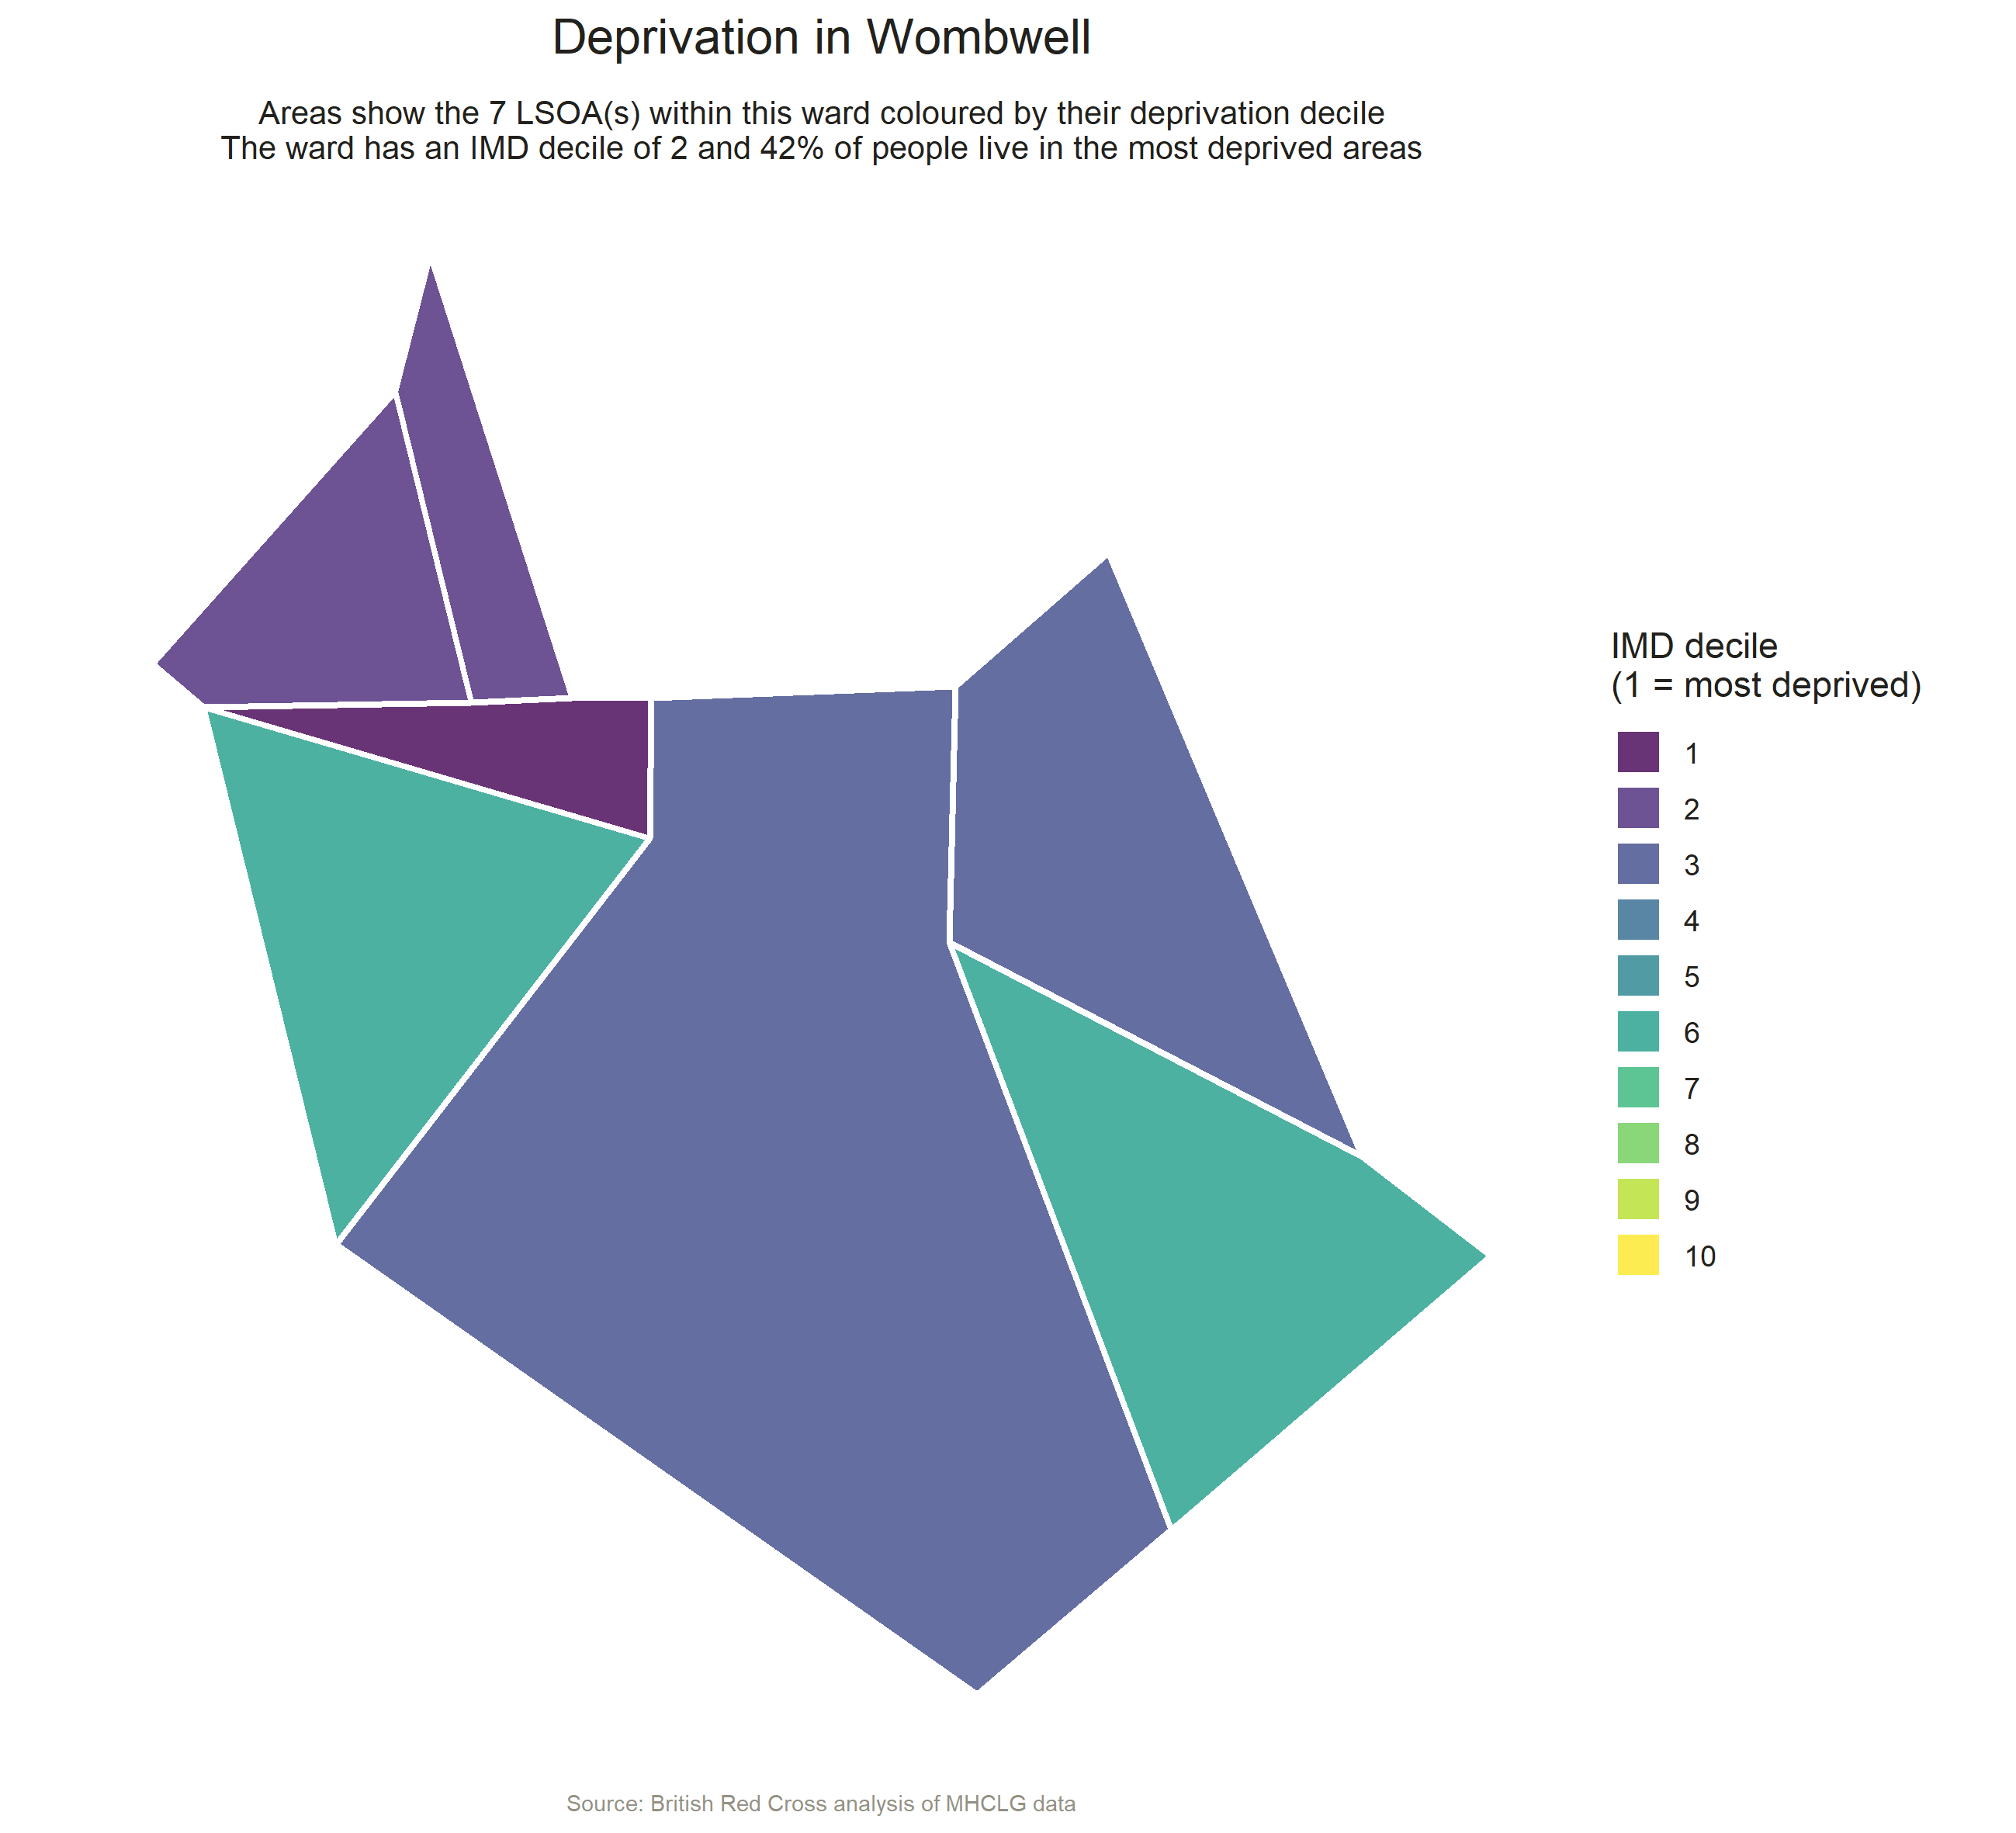 Deprivation in Wombwell
Areas show the 7 LSOA(s) within this ward coloured by their deprivation decile
The ward has an IMD decile of 2 and 42% of people live in the most deprived areas
IMD decile
(1 = most deprived)
1
2
3
4
5
6
7
8
9
10
Source: British Red Cross analysis of MHCLG data